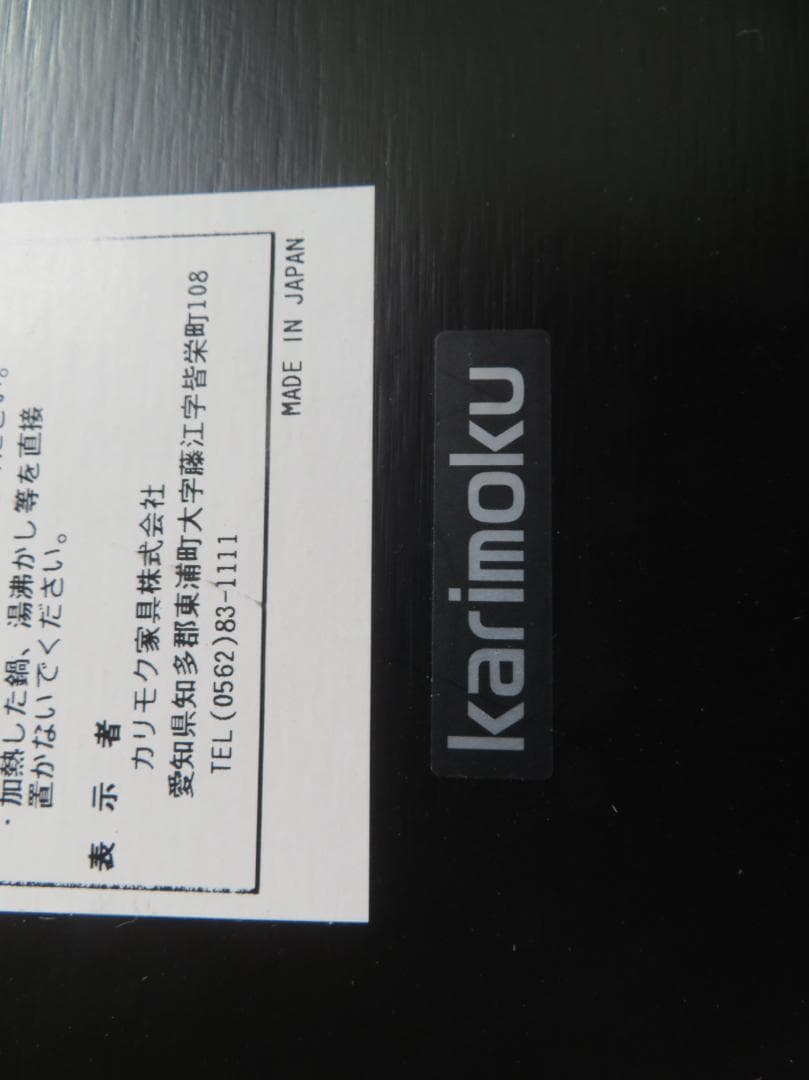 ださい。
・加熱した鍋、湯沸かし等を直接
置かないでください。
表示者
カリモク家具株式会社
愛知県知多郡東浦町大字藤江字皆栄町108
TEL(0562)83-1111
MADE IN JAPAN
karimoku